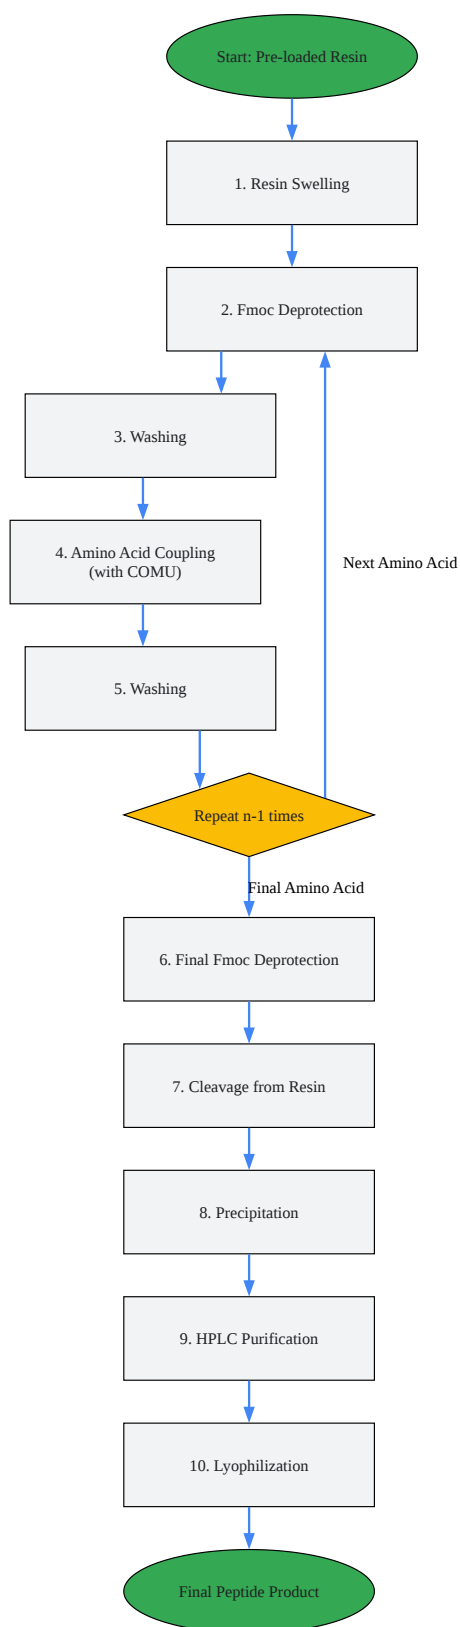 Start: Pre-loaded Resin
1. Resin Swelling
2. Fmoc Deprotection
3. Washing
4. Amino Acid Coupling
(with COMU)
Next Amino Acid
5. Washing
Repeat n-1 times
Final Amino Acid
6. Final Fmoc Deprotection
7. Cleavage from Resin
8. Precipitation
9. HPLC Purification
10. Lyophilization
Final Peptide Product